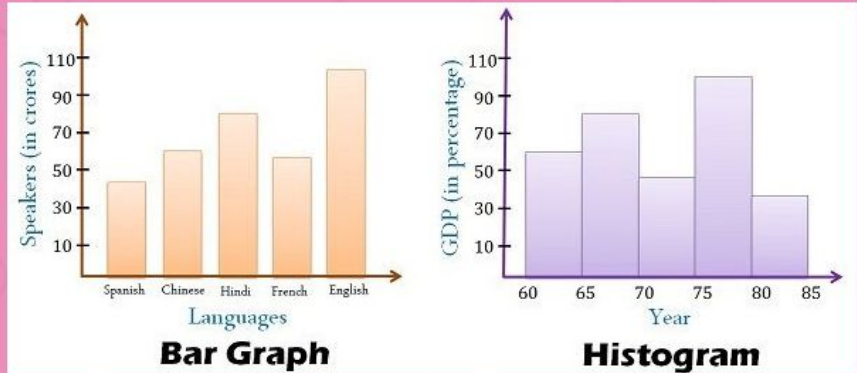 Speakers (in crores)
110
90
70
50
30
10
Spanish Chinese Hindi French English
Languages
Bar Graph
GDP (in percentage)
110
90
70
50
30
10
60 65 70 75 80 85
Year
Histogram